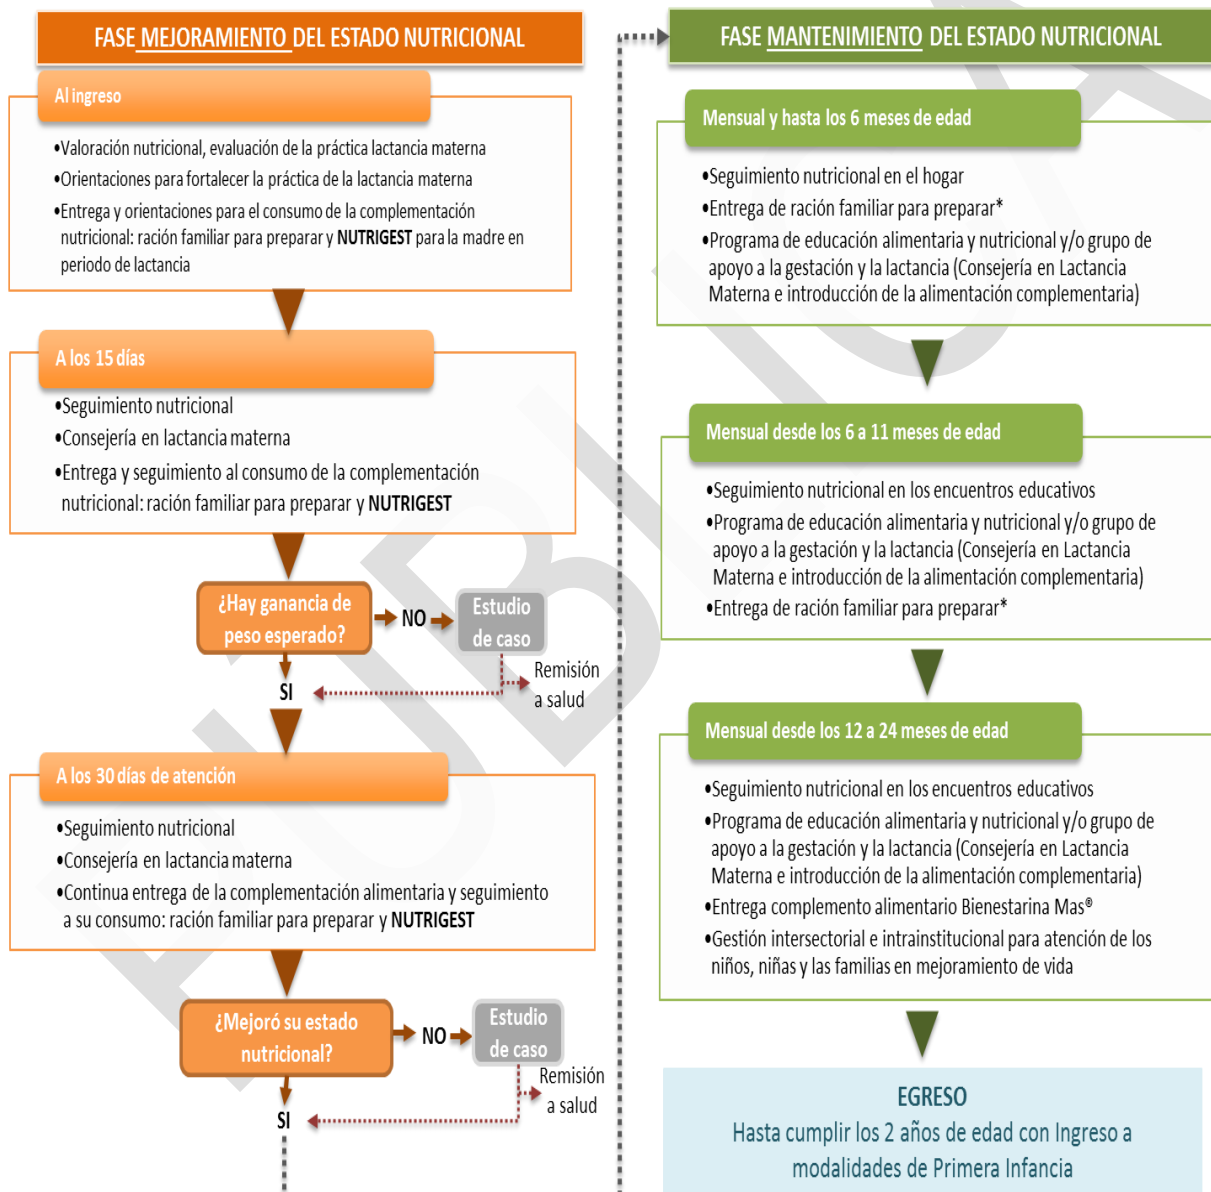 FASE MEJORAMIENTO DEL ESTADO NUTRICIONAL
Al ingreso
•Valoración nutricional, evaluación de la práctica lactancia materna
•Orientaciones para fortalecer la práctica de la lactancia materna
•Entrega y orientaciones para el consumo de la complementación
nutricional: ración familiar para preparar y NUTRIGEST para la madre en
periodo de lactancia
A los 15 días
•Seguimiento nutricional
•Consejería en lactancia materna
•Entrega y seguimiento al consumo de la complementación
nutricional: ración familiar para preparar y NUTRIGEST
¿Hay ganancia de
peso esperado?
NO
Estudio
de caso
Remisión
a salud
SI
A los 30 días de atención
•Seguimiento nutricional
•Consejería en lactancia materna
•Continua entrega de la complementación alimentaria y seguimiento
a su consumo: ración familiar para preparar y NUTRIGEST
¿Mejoró su estado
nutricional?
NO
Estudio
de caso
Remisión
a salud
SI
FASE MANTENIMIENTO DEL ESTADO NUTRICIONAL
Mensual y hasta los 6 meses de edad
•Seguimiento nutricional en el hogar
•Entrega de ración familiar para preparar*
•Programa de educación alimentaria y nutricional y/o grupo de
apoyo a la gestación y la lactancia (Consejería en Lactancia
Materna e introducción de la alimentación complementaria)
Mensual desde los 6 a 11 meses de edad
•Seguimiento nutricional en los encuentros educativos
•Programa de educación alimentaria y nutricional y/o grupo de
apoyo a la gestación y la lactancia (Consejería en Lactancia
Materna e introducción de la alimentación complementaria)
•Entrega de ración familiar para preparar*
Mensual desde los 12 a 24 meses de edad
•Seguimiento nutricional en los encuentros educativos
•Programa de educación alimentaria y nutricional y/o grupo de
apoyo a la gestación y la lactancia (Consejería en Lactancia
Materna e introducción de la alimentación complementaria)
•Entrega complemento alimentario Bienestarina Mas®
•Gestión intersectorial e intrainstitucional para atención de los
niños, niñas y las familias en mejoramiento de vida
EGRESO
Hasta cumplir los 2 años de edad con Ingreso a
modalidades de Primera Infancia